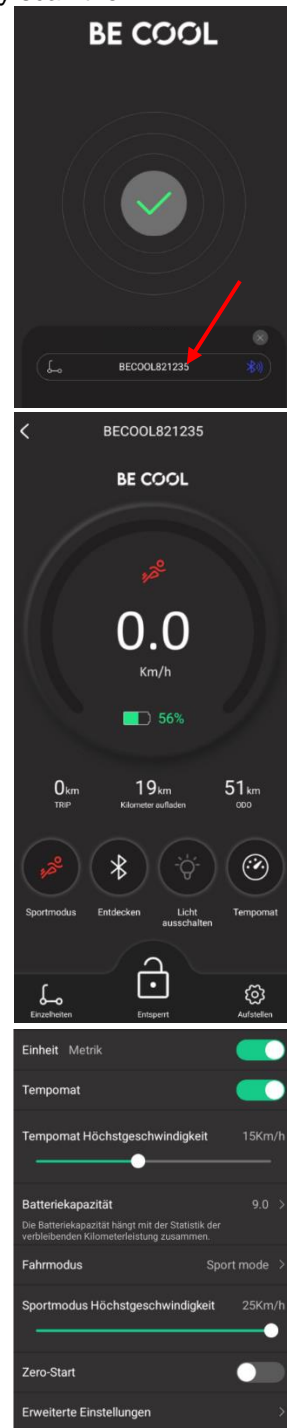 BE COOL
BECOOL821235
BECOOL821235
BE COOL
0.0
Km/h
56%
0km 19km 51km
TRIP Kilometer aufladen ODO
Sportmodus Entdecken Licht Tempomat
ausschalten
Einzelheiten Entsperrt Aufstellen
Einheit Metrik
Tempomat
Tempomat Höchstgeschwindigkeit 15Km/h
Batteriekapazität 9.0 >
Die Batteriekapazität hängt mit der Statistik der
verbleibenden Kilometerleistung zusammen.
Fahrmodus Sport mode >
Sportmodus Höchstgeschwindigkeit 25Km/h
Zero-Start
Erweiterte Einstellungen >